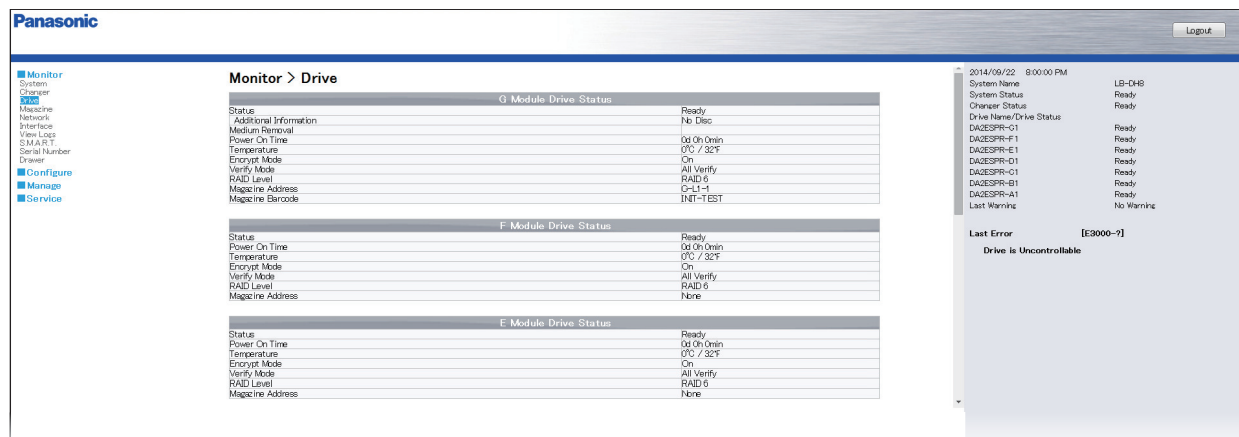 Panasonic
Logout
Monitor
System
Changer
Drive
Magazine
Network
Interface
View Logs
S.M.A.R.T.
Serial Number
Drawer
Configure
Manage
Service
Monitor > Drive
G Module Drive Status
Status Ready
Additional Information No Disc
Medium Removal
Power On Time 0d 0h 0min
Temperature 0°C / 32°F
Encrypt Mode On
Verify Mode All Verify
RAID Level RAID 6
Magazine Address G-L1-1
Magazine Barcode INIT-TEST
F Module Drive Status
Status Ready
Power On Time 0d 0h 0min
Temperature 0°C / 32°F
Encrypt Mode On
Verify Mode All Verify
RAID Level RAID 6
Magazine Address None
E Module Drive Status
Status Ready
Power On Time 0d 0h 0min
Temperature 0°C / 32°F
Encrypt Mode On
Verify Mode All Verify
RAID Level RAID 6
Magazine Address None
2014/09/22 8:00:00 PM
System Name LB-DH8
System Status Ready
Changer Status Ready
Drive Name/Drive Status
DA2ESPR-G1 Ready
DA2ESPR-F1 Ready
DA2ESPR-E1 Ready
DA2ESPR-D1 Ready
DA2ESPR-C1 Ready
DA2ESPR-B1 Ready
DA2ESPR-A1 Ready
Last Warning No Warning
Last Error [E3000-?]
Drive is Uncontrollable